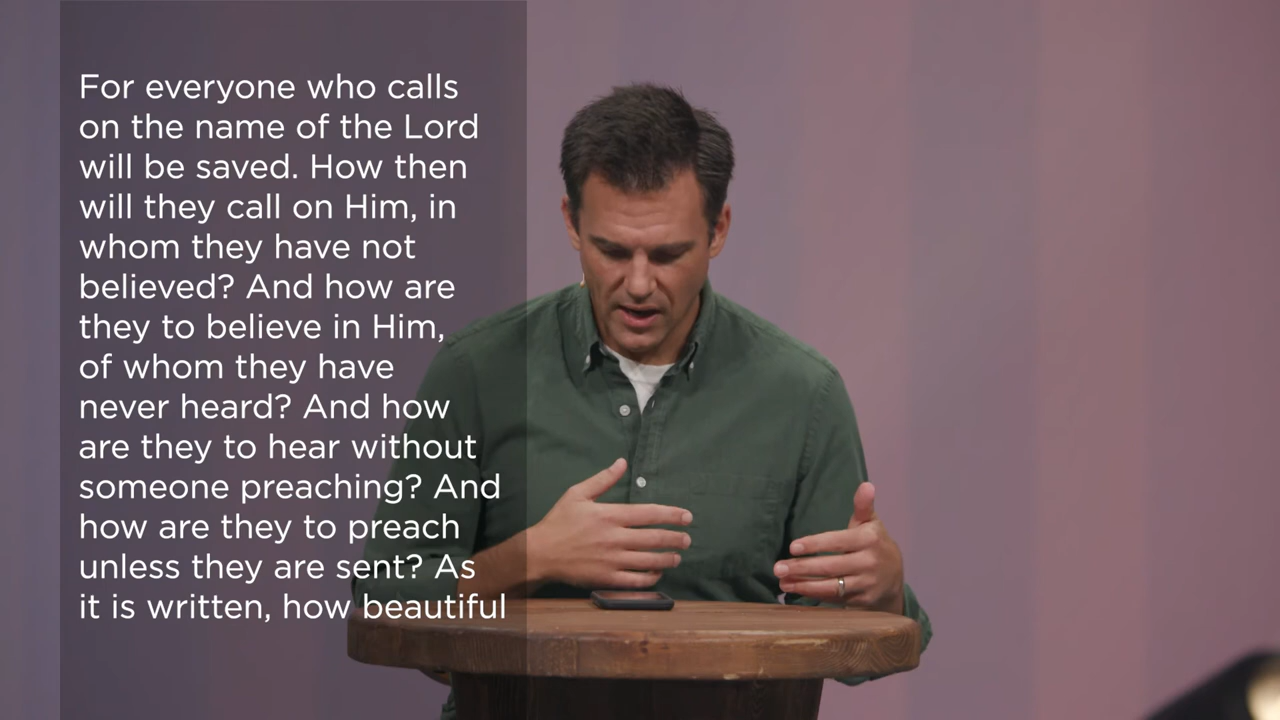 For everyone who calls
on the name of the Lord
will be saved. How then
will they call on Him, in
whom they have not
believed? And how are
they to believe in Him,
of whom they have
never heard? And how
are they to hear without
someone preaching? And
how are they to preach
unless they are sent? As
it is written, how beautiful